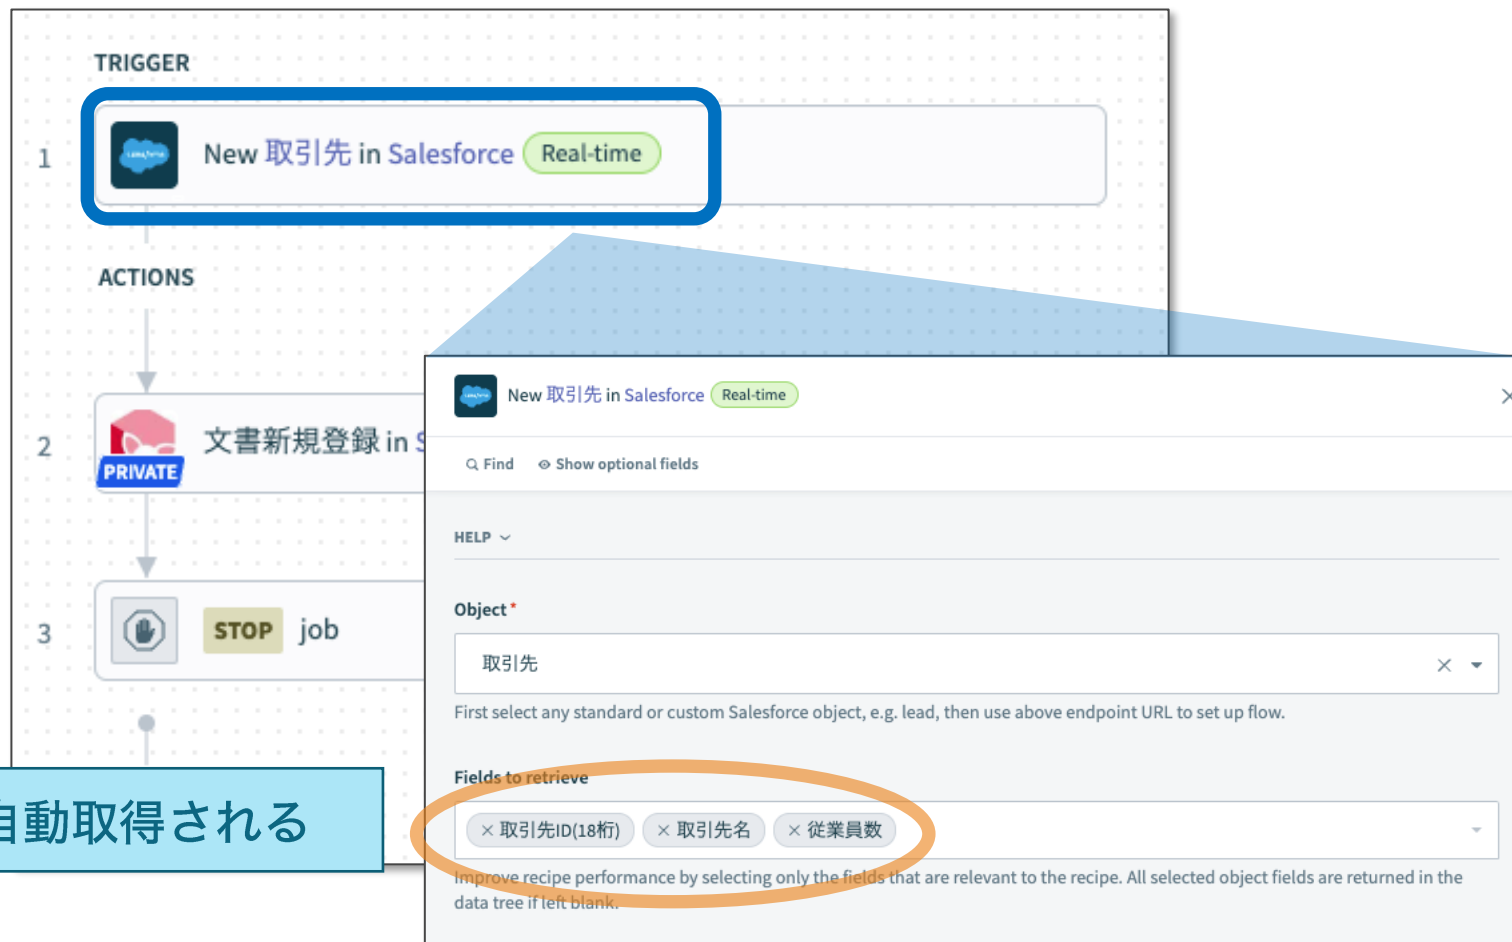 TRIGGER
1
New 取引先 in Salesforce Real-time
ACTIONS
2
PRIVATE
文書新規登録 in S
3
STOP job
自動取得される
New 取引先 in Salesforce Real-time
Find Show optional fields
HELP
Object*
取引先
First select any standard or custom Salesforce object, e.g. lead, then use above endpoint URL to set up flow.
Fields to retrieve
× 取引先ID(18桁) × 取引先名 × 従業員数
Improve recipe performance by selecting only the fields that are relevant to the recipe. All selected object fields are returned in the
data tree if left blank.